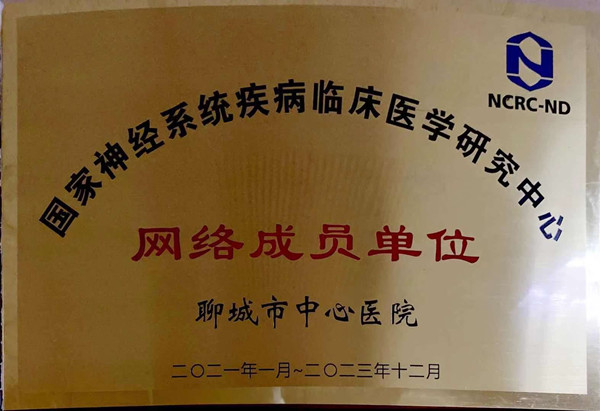 NCRC-ND
国家神经系统疾病临床医学研究中心
网络成员单位
聊城市中心医院
二〇二一年一月~二〇二三年十二月